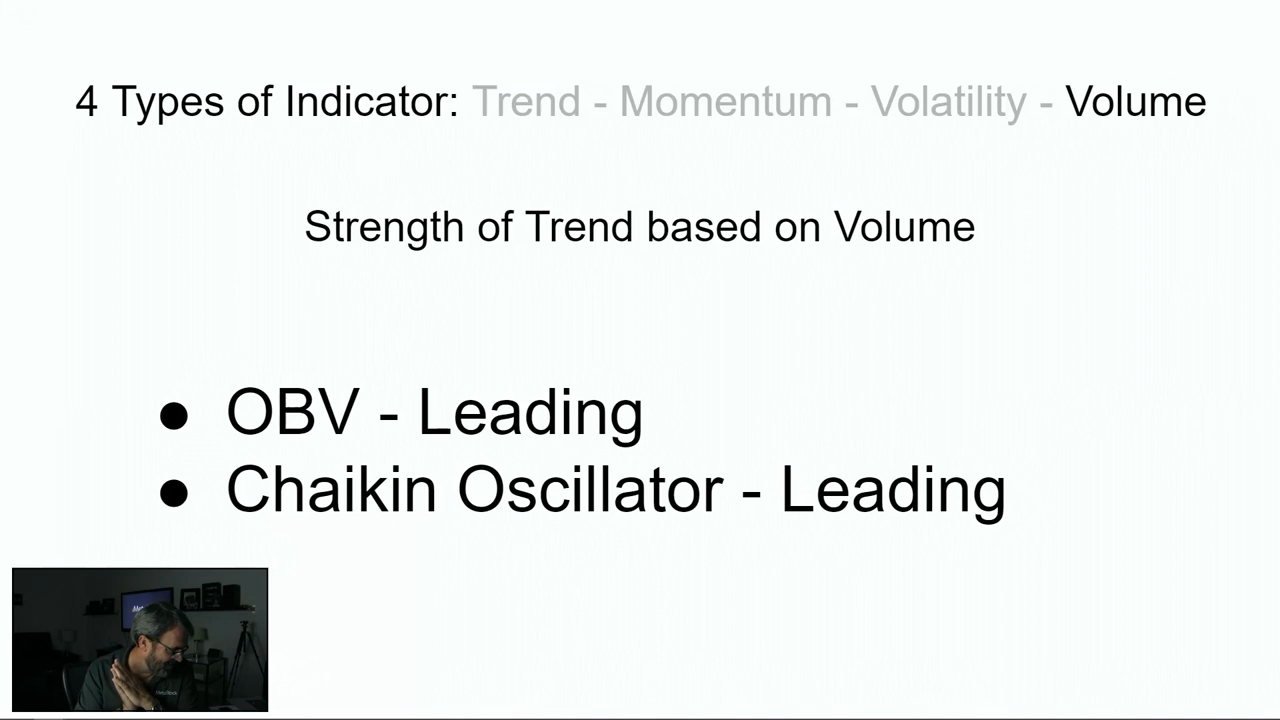 4 Types of Indicator: Trend - Momentum - Volatility - Volume
Strength of Trend based on Volume
● OBV - Leading
● Chaikin Oscillator - Leading